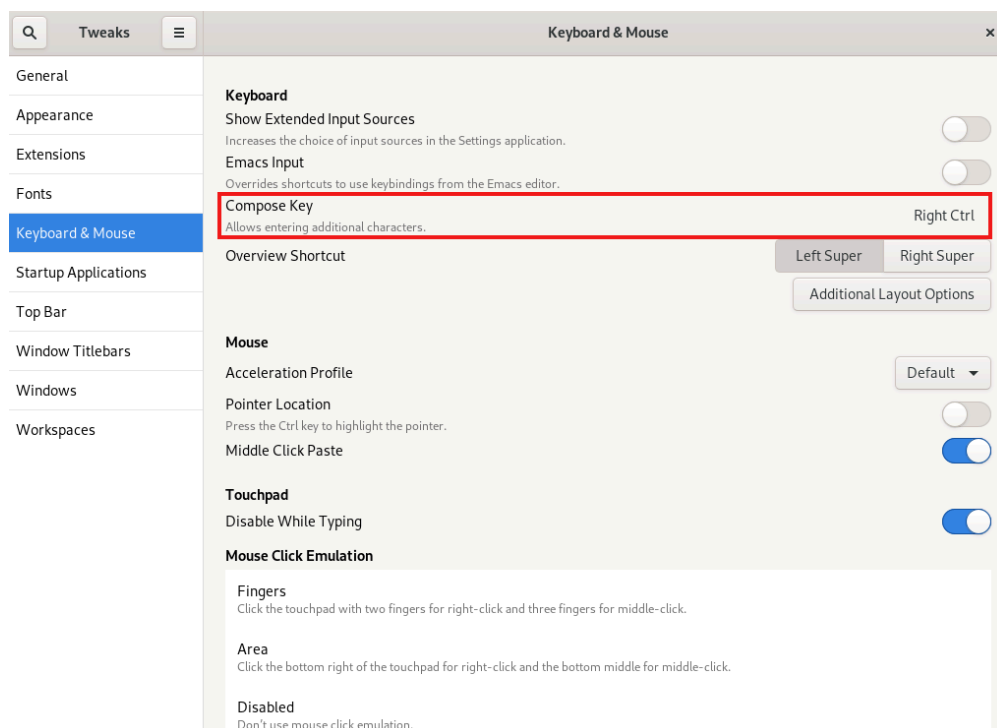 Tweaks
Keyboard & Mouse
General
Appearance
Extensions
Fonts
Keyboard & Mouse
Startup Applications
Top Bar
Window Titlebars
Windows
Workspaces
Keyboard
Show Extended Input Sources
Increases the choice of input sources in the Settings application.
Emacs Input
Overrides shortcuts to use keybindings from the Emacs editor.
Compose Key
Allows entering additional characters.
Right Ctrl
Overview Shortcut
Left Super Right Super
Additional Layout Options
Mouse
Acceleration Profile Default
Pointer Location
Press the Ctrl key to highlight the pointer.
Middle Click Paste
Touchpad
Disable While Typing
Mouse Click Emulation
Fingers
Click the touchpad with two fingers for right-click and three fingers for middle-click.
Area
Click the bottom right of the touchpad for right-click and the bottom middle for middle-click.
Disabled
Don't use mouse click emulation.